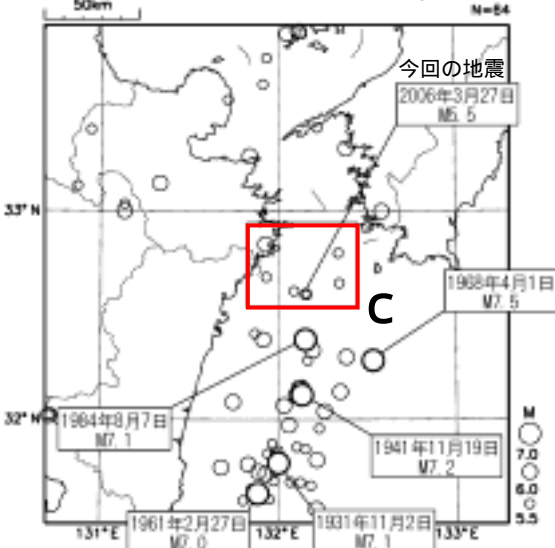 50km
N=64
今回の地震
2006年3月27日
M5.5
33°N
1968年4月1日
M7.5
C
1984年8月7日
M7.1
32°N
1941年11月19日
M7.2
M
7.0
6.0
5.5
1961年2月27日
M7.0
1931年11月2日
M7.1
131°E
132°E
133°E